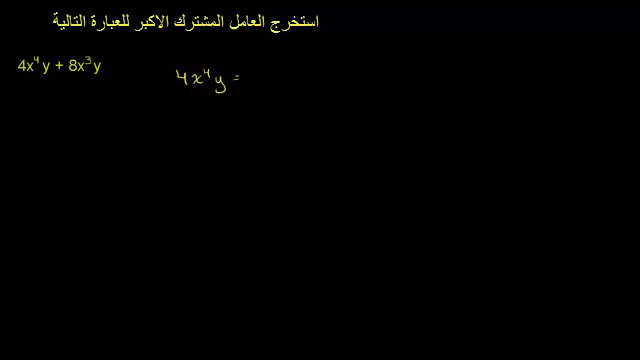 استخرج العامل المشترك الاكبر للعبارة التالية
4x⁴y + 8x³y
4x⁴y =